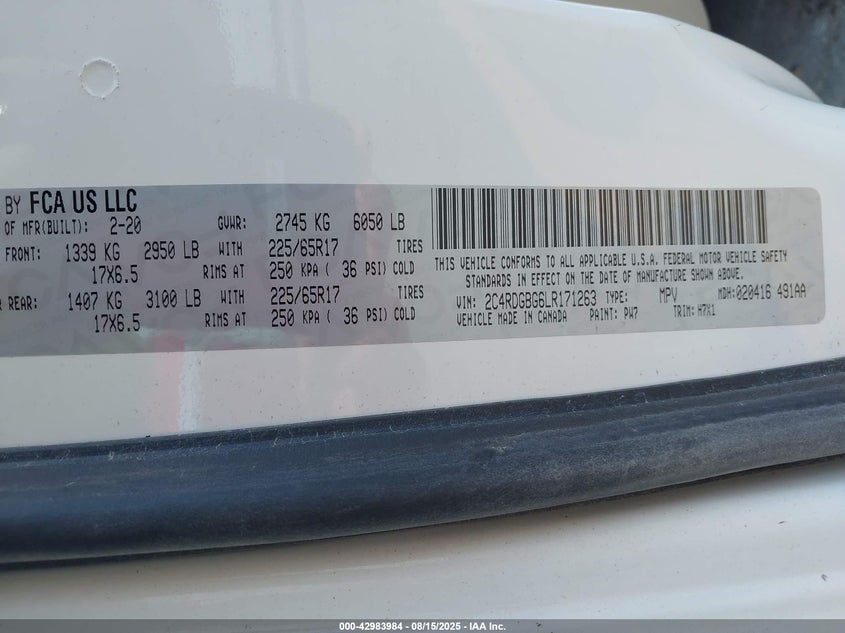 BY FCA US LLC
OF MFR(BUILT): 2-20 GVWR: 2745 KG 6050 LB
FRONT: 1339 KG 2950 LB WITH 225/65R17 TIRES
17X6.5 RIMS AT 250 KPA ( 36 PSI) COLD
REAR: 1407 KG 3100 LB WITH 225/65R17 TIRES
17X6.5 RIMS AT 250 KPA ( 36 PSI) COLD
THIS VEHICLE CONFORMS TO ALL APPLICABLE U.S.A. FEDERAL MOTOR VEHICLE SAFETY
STANDARDS IN EFFECT ON THE DATE OF MANUFACTURE SHOWN ABOVE.
VIN: 2C4RDGBG6LR171263 TYPE: MPV MDH:020416 491AA
VEHICLE MADE IN CANADA PAINT: PW7 TRIM: H7X1
000-42983984 - 08/15/2025 - IAA Inc.